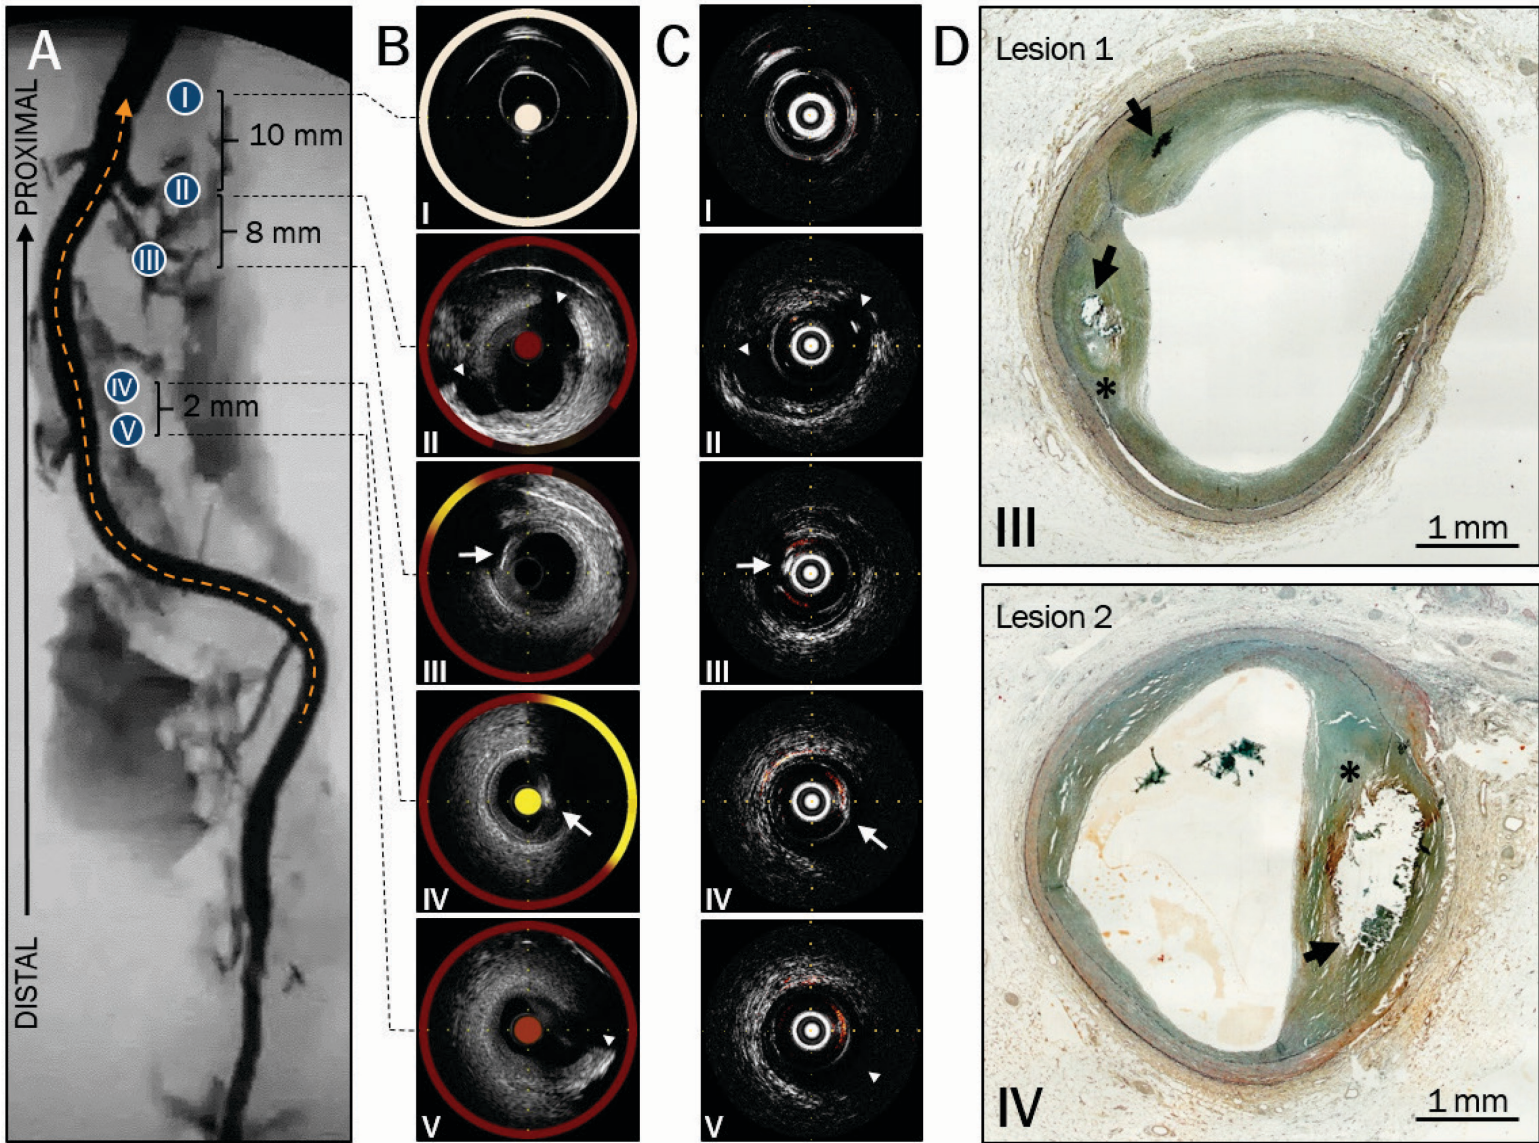 A
PROXIMAL
DISTAL
I
10 mm
II
8 mm
III
IV
2 mm
V
B
I
II
III
IV
V
C
I
II
III
IV
V
D
Lesion 1
*
III
1 mm
Lesion 2
*
IV
1 mm